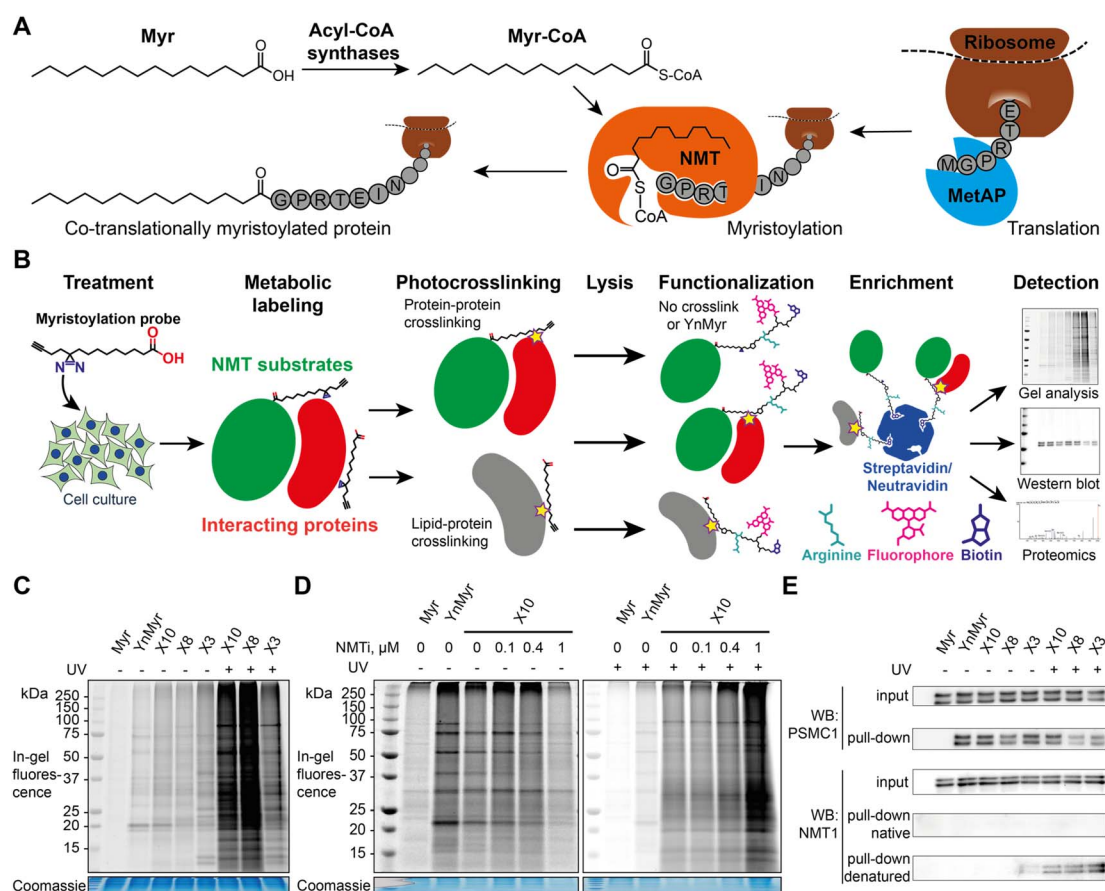 A
Myr
Acyl-CoA
synthases
Myr-CoA
Ribosome
O
OH
O
S-CoA
E
T
R
P
G
M
MetAP
NMT
O
S
CoA
GPRT
IN
O
GPRTEIN
Co-translationally myristoylated protein
Myristoylation
Translation
B
Treatment
Metabolic
labeling
Photocrosslinking
Lysis
Functionalization
Enrichment
Detection
Myristoylation probe
O
OH
N=N
Cell culture
NMT substrates
Interacting proteins
Protein-protein
crosslinking
Lipid-protein
crosslinking
No crosslink
or YnMyr
Streptavidin/
Neutravidin
Arginine
Fluorophore
Biotin
Gel analysis
Western blot
Proteomics
C
Myr YnMyr X10 X8 X3 X10 X8 X3
UV - - - - - + + +
kDa
250
150
100
75
50
37
25
20
15
In-gel
fluores-
cence
Coomassie
D
Myr YnMyr X10 Myr YnMyr X10
NMTi, µM 0 0 0 0.1 0.4 1 0 0 0 0.1 0.4 1
UV - - - - - - + + + + + +
kDa
250
150
100
75
50
37
25
20
15
In-gel
fluores-
cence
Coomassie
E
Myr YnMyr X10 X8 X3 X10 X8 X3
UV - - - - - + + +
WB:
PSMC1
input
pull-down
WB:
NMT1
input
pull-down
native
pull-down
denatured